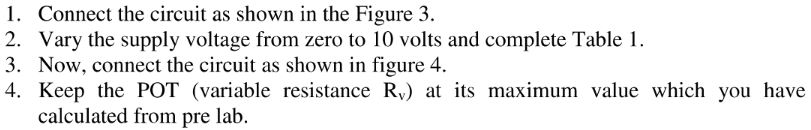 1. Connect the circuit as shown in the Figure 3.
2. Vary the supply voltage from zero to 10 volts and complete Table 1.
3. Now, connect the circuit as shown in figure 4.
4. Keep the POT (variable resistance Rᵥ) at its maximum value which you have
calculated from pre lab.